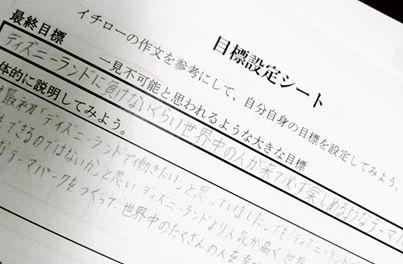 目標設定シート
イチローの作文を参考にして、自分自身の目標を設定してみよう。
最終目標　一見不可能と思われるような大きな目標
ディズニーランドに負けないくらい世界中の人が来て必ず楽しめるようなテーマパ
体的に説明してみよう。
最初は「ディズニーランドで働きたい」と思っていました。でも、「ディズニーラン
もできるのではないか」と思い、ディズニーランドより人気が高く、世界
なテーマパークをつくって、世界中のたくさんの人を幸